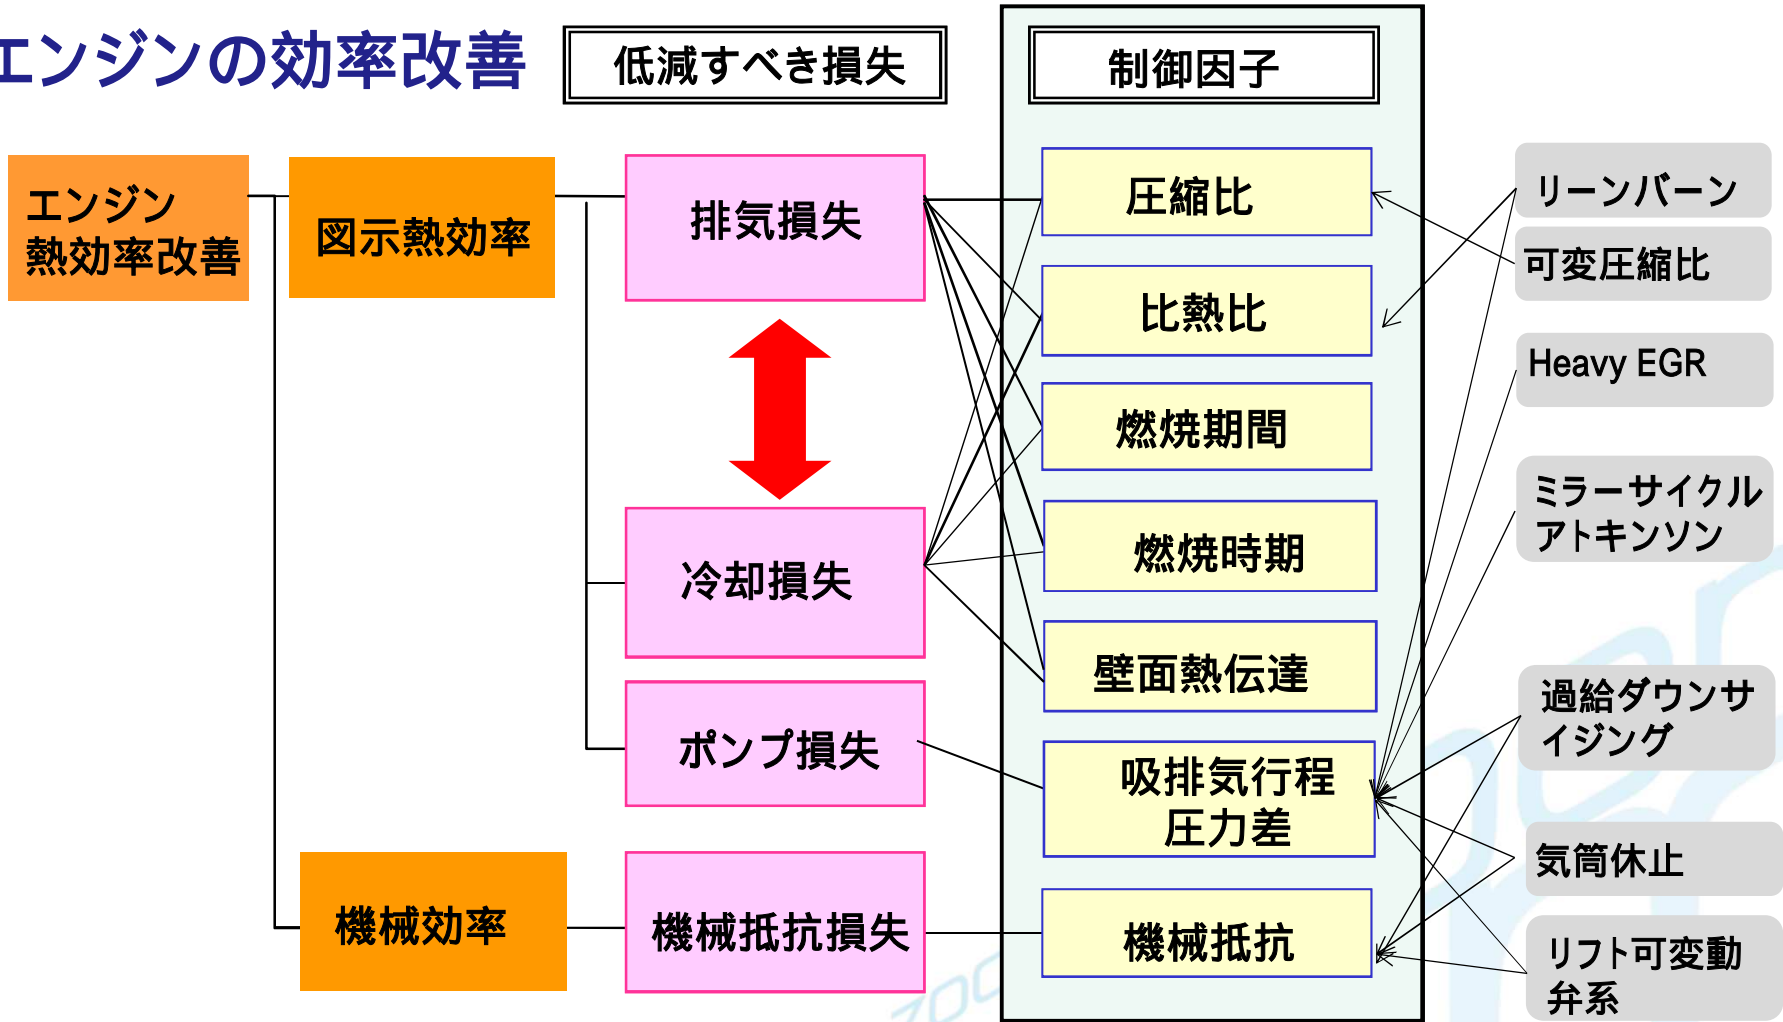 エンジンの効率改善
低減すべき損失
制御因子
エンジン
熱効率改善
図示熱効率
機械効率
排気損失
冷却損失
ポンプ損失
機械抵抗損失
圧縮比
比熱比
燃焼期間
燃焼時期
壁面熱伝達
吸排気行程
圧力差
機械抵抗
リーンバーン
可変圧縮比
Heavy EGR
ミラーサイクル
アトキンソン
過給ダウンサ
イジング
気筒休止
リフト可変動
弁系